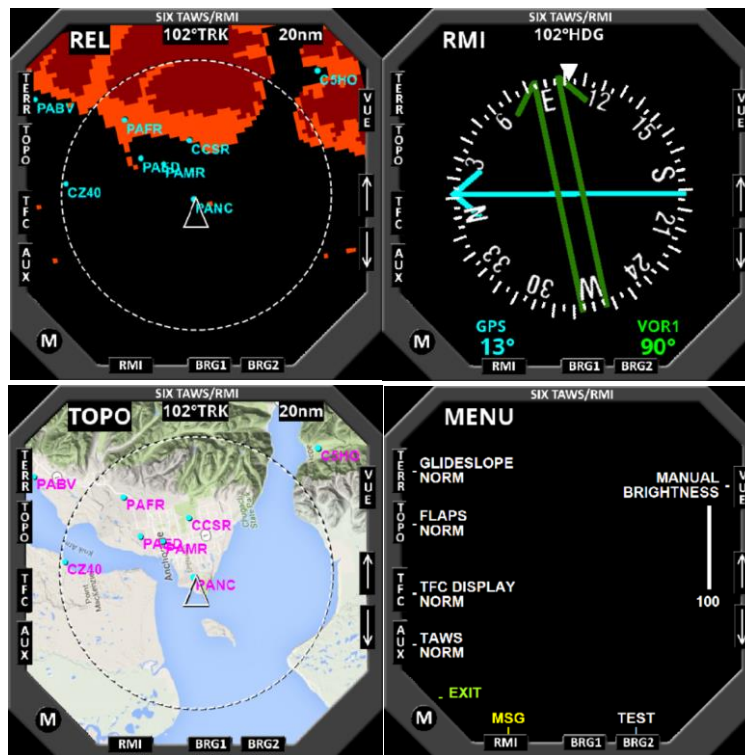 SIX TAWS/RMI
REL 102°TRK 20nm
TERR
TOPO
TFC
AUX
VUE
C5HO
PABV
PAFR
CCSR
PAED
PAMR
CZ40
PANC
M
RMI BRG1 BRG2
SIX TAWS/RMI
RMI 102°HDG
E 12 15 S 21 24 W 30 33 N 3 6
GPS
13°
VOR1
90°
M
RMI BRG1 BRG2
SIX TAWS/RMI
TOPO 102°TRK 20nm
TERR
TOPO
TFC
AUX
VUE
C5HO
PABV
PAFR
CCSR
PAED
PAMR
CZ40
PANC
M
RMI BRG1 BRG2
SIX TAWS/RMI
MENU
TERR
TOPO
TFC
AUX
VUE
GLIDESLOPE
NORM
FLAPS
NORM
TFC DISPLAY
NORM
TAWS
NORM
MANUAL
BRIGHTNESS
100
EXIT
M
MSG TEST
RMI BRG1 BRG2